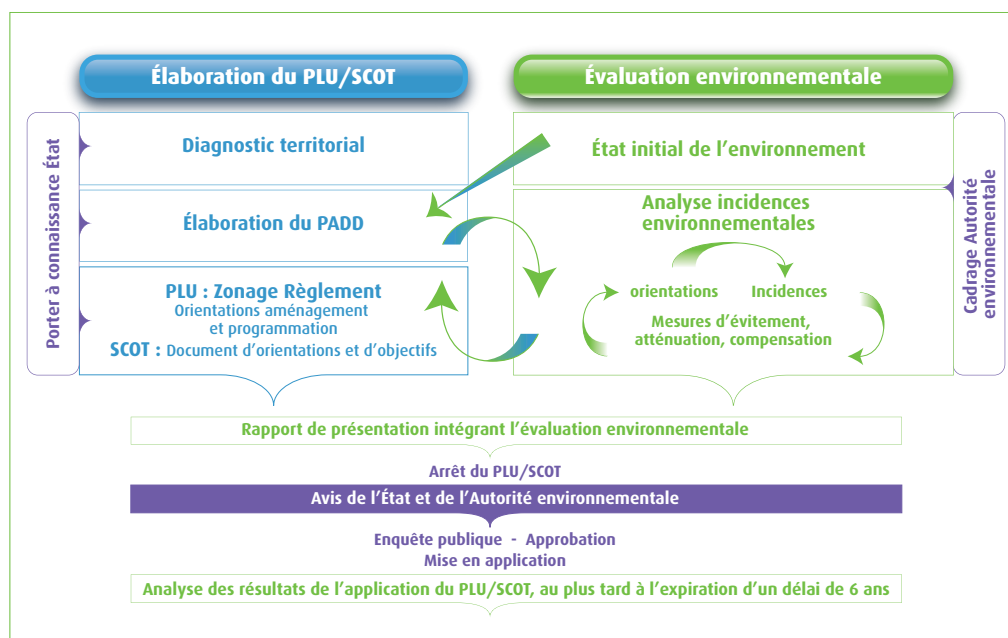 Élaboration du PLU/SCOT
Évaluation environnementale
Porter à connaissance État
Diagnostic territorial
Élaboration du PADD
PLU : Zonage Règlement
Orientations aménagement
et programmation
SCOT : Document d'orientations et d'objectifs
État initial de l'environnement
Analyse incidences
environnementales
orientations
Incidences
Mesures d'évitement,
atténuation, compensation
Cadrage Autorité
environnementale
Rapport de présentation intégrant l'évaluation environnementale
Arrêt du PLU/SCOT
Avis de l'État et de l'Autorité environnementale
Enquête publique - Approbation
Mise en application
Analyse des résultats de l'application du PLU/SCOT, au plus tard à l'expiration d'un délai de 6 ans